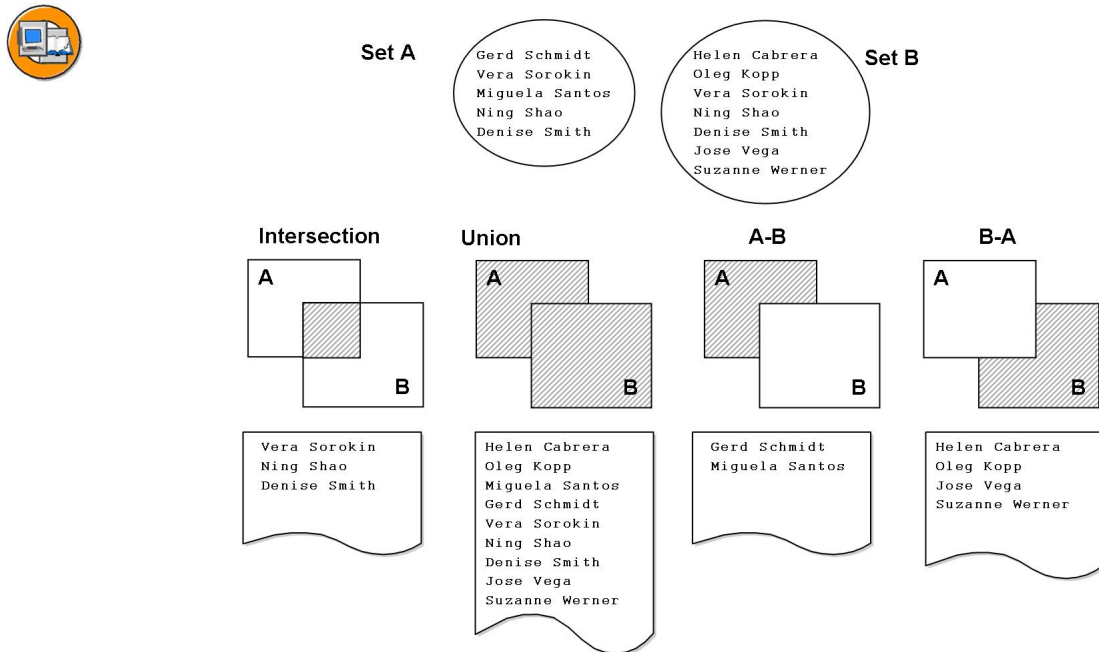 Set A
Gerd Schmidt
Vera Sorokin
Miguela Santos
Ning Shao
Denise Smith
Set B
Helen Cabrera
Oleg Kopp
Vera Sorokin
Ning Shao
Denise Smith
Jose Vega
Suzanne Werner
Intersection
A
B
Vera Sorokin
Ning Shao
Denise Smith
Union
A
B
Helen Cabrera
Oleg Kopp
Miguela Santos
Gerd Schmidt
Vera Sorokin
Ning Shao
Denise Smith
Jose Vega
Suzanne Werner
A-B
A
B
Gerd Schmidt
Miguela Santos
B-A
A
B
Helen Cabrera
Oleg Kopp
Jose Vega
Suzanne Werner